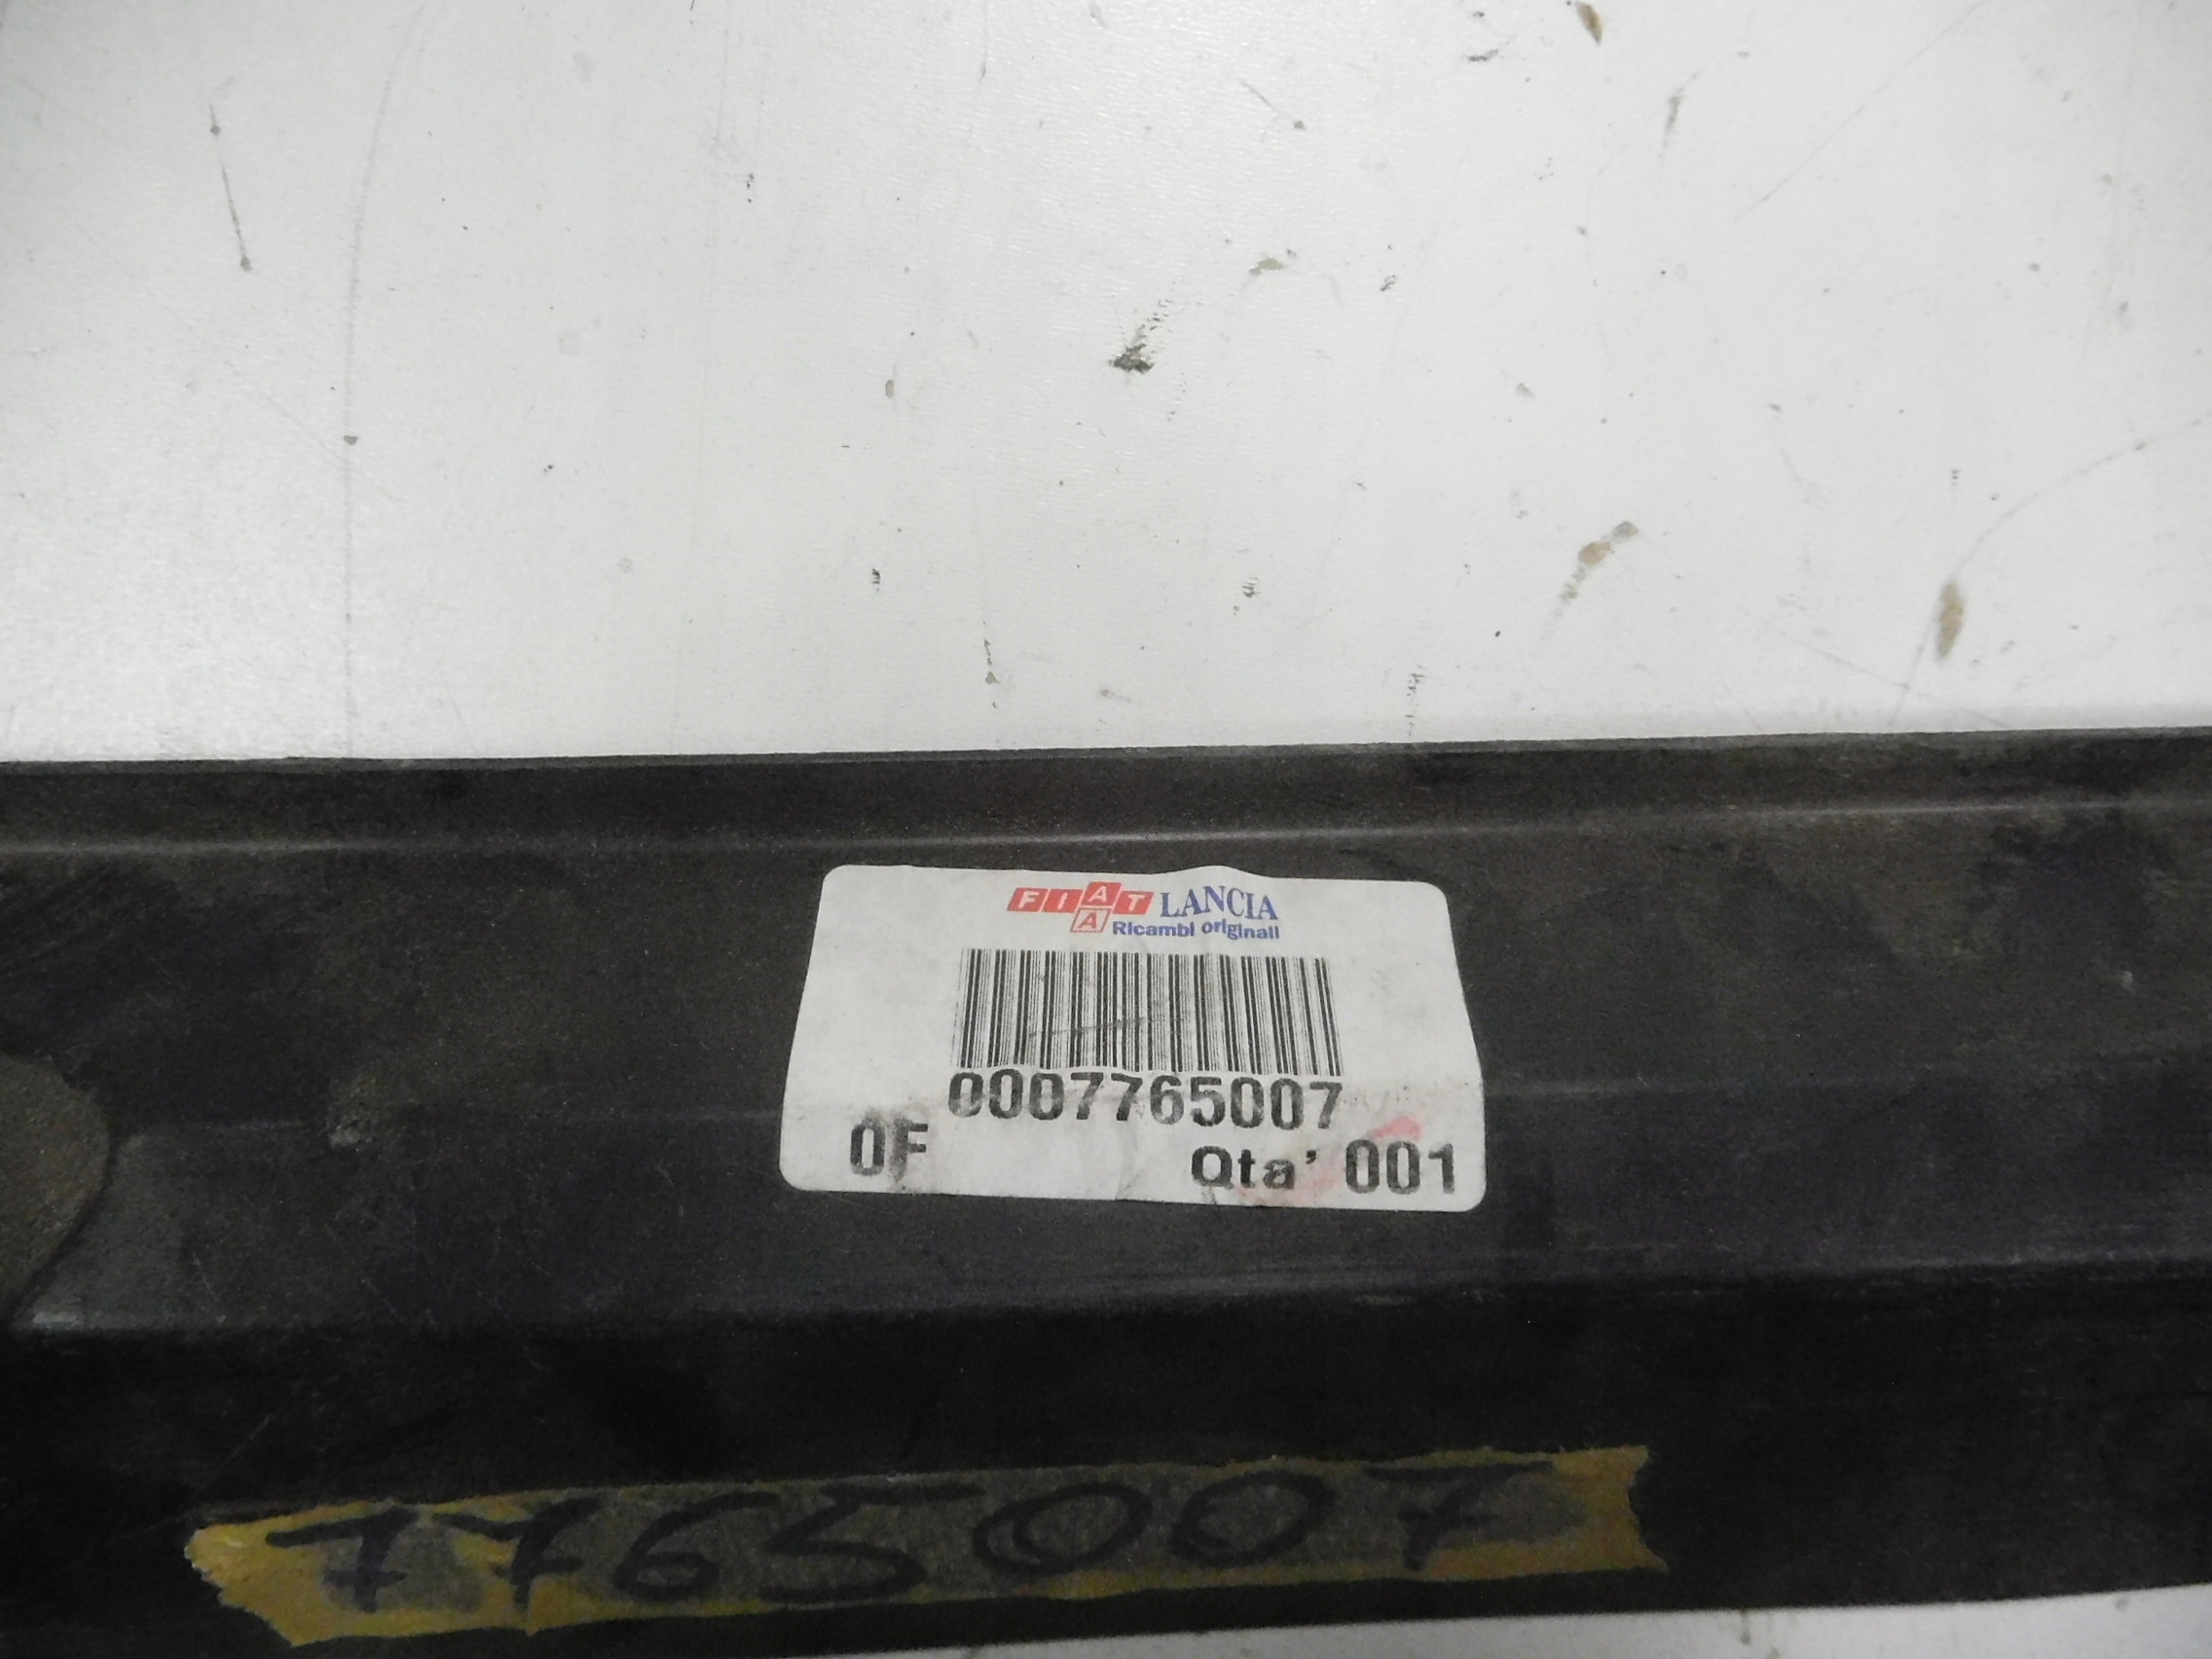 FIAT LANCIA
A Ricambi originali
0007765007
0F Qta' 001
7765007